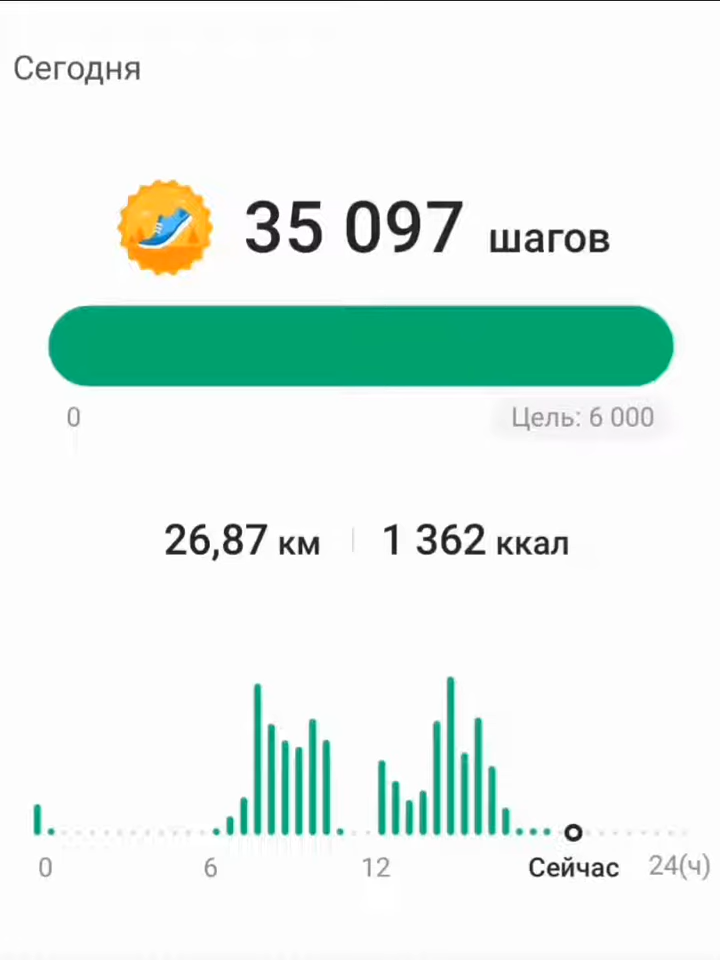 Сегодня
35 097 шагов
0 Цель: 6 000
26,87 км 1 362 ккал
0 6 12 Сейчас 24(ч)